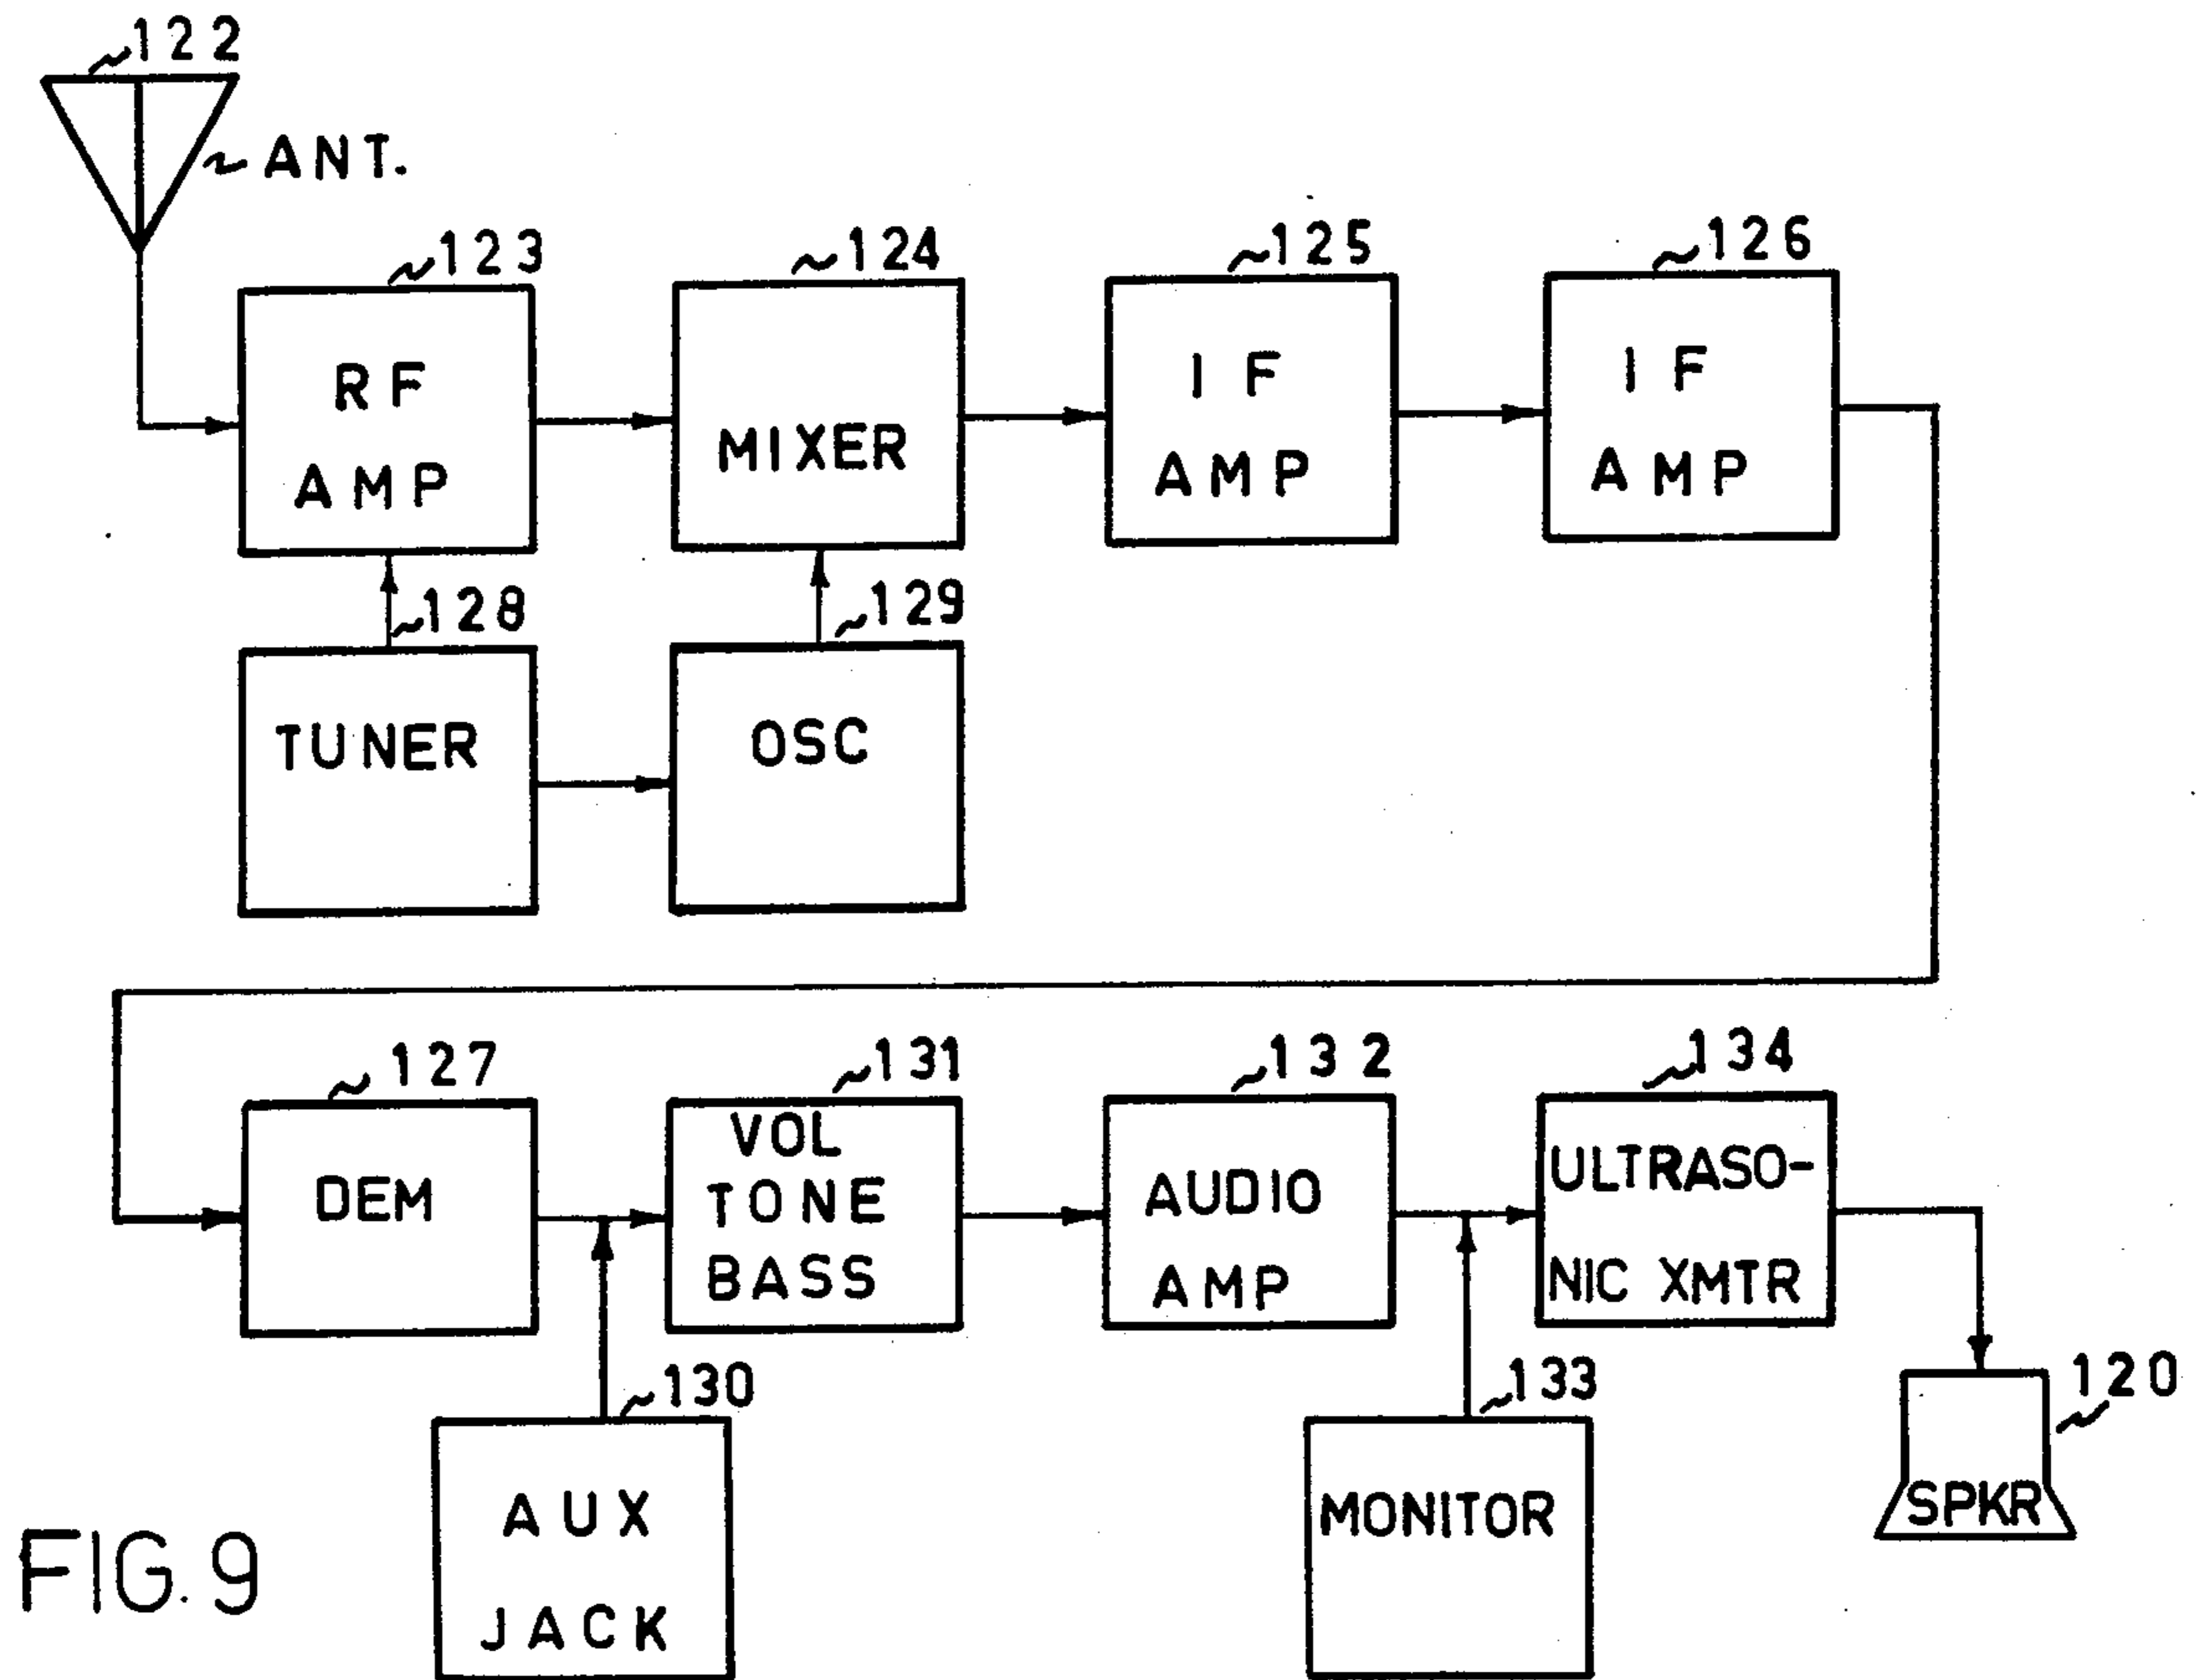 122
ANT.
123
124
125
126
RF
AMP
MIXER
IF
AMP
IF
AMP
128
129
TUNER
OSC
127
131
132
134
DEM
VOL
TONE
BASS
AUDIO
AMP
ULTRASO-
NIC XMTR
130
133
120
AUX
JACK
MONITOR
SPKR
FIG. 9